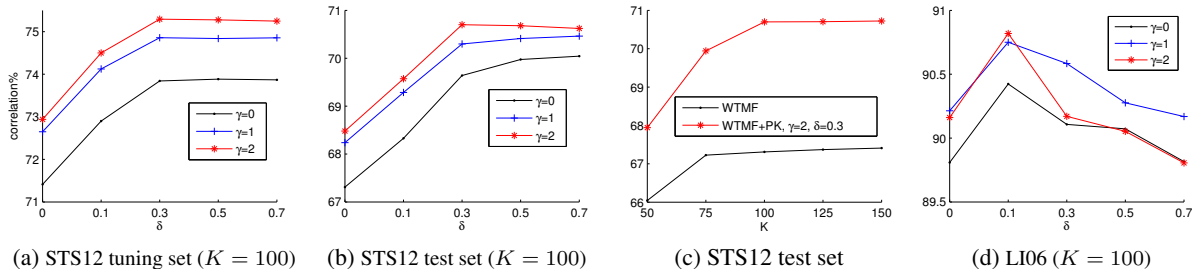 correlation%
75
74
73
72
71
0 0.1 0.3 0.5 0.7
δ
γ=0
γ=1
γ=2
(a) STS12 tuning set (K = 100)
71
70
69
68
67
0 0.1 0.3 0.5 0.7
δ
γ=0
γ=1
γ=2
(b) STS12 test set (K = 100)
71
70
69
68
67
66
50 75 100 125 150
K
WTMF
WTMF+PK, γ=2, δ=0.3
(c) STS12 test set
91
90.5
90
89.5
0 0.1 0.3 0.5 0.7
δ
γ=0
γ=1
γ=2
(d) LI06 (K = 100)